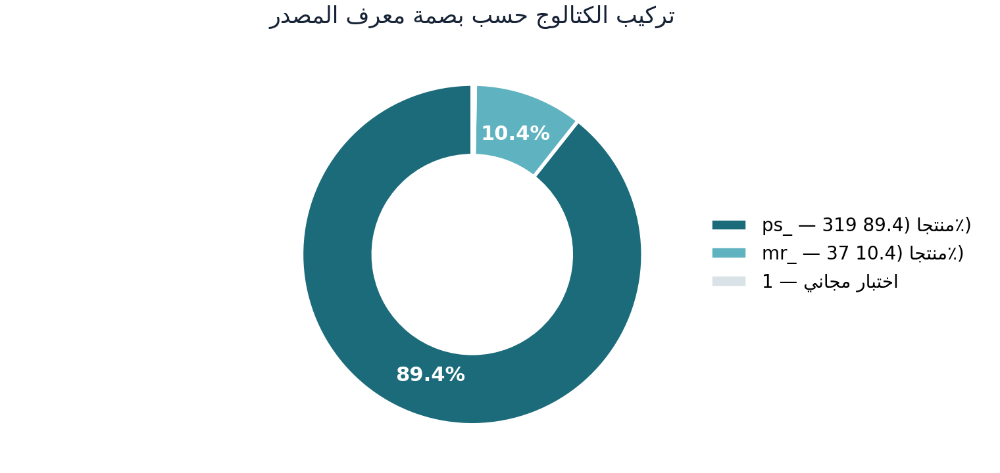 تركيب الكتالوج حسب بصمة معرف المصدر
10.4%
89.4%
ps_ — 319 منتجا (89.4٪)
mr_ — 37 منتجا (10.4٪)
اختبار مجاني — 1